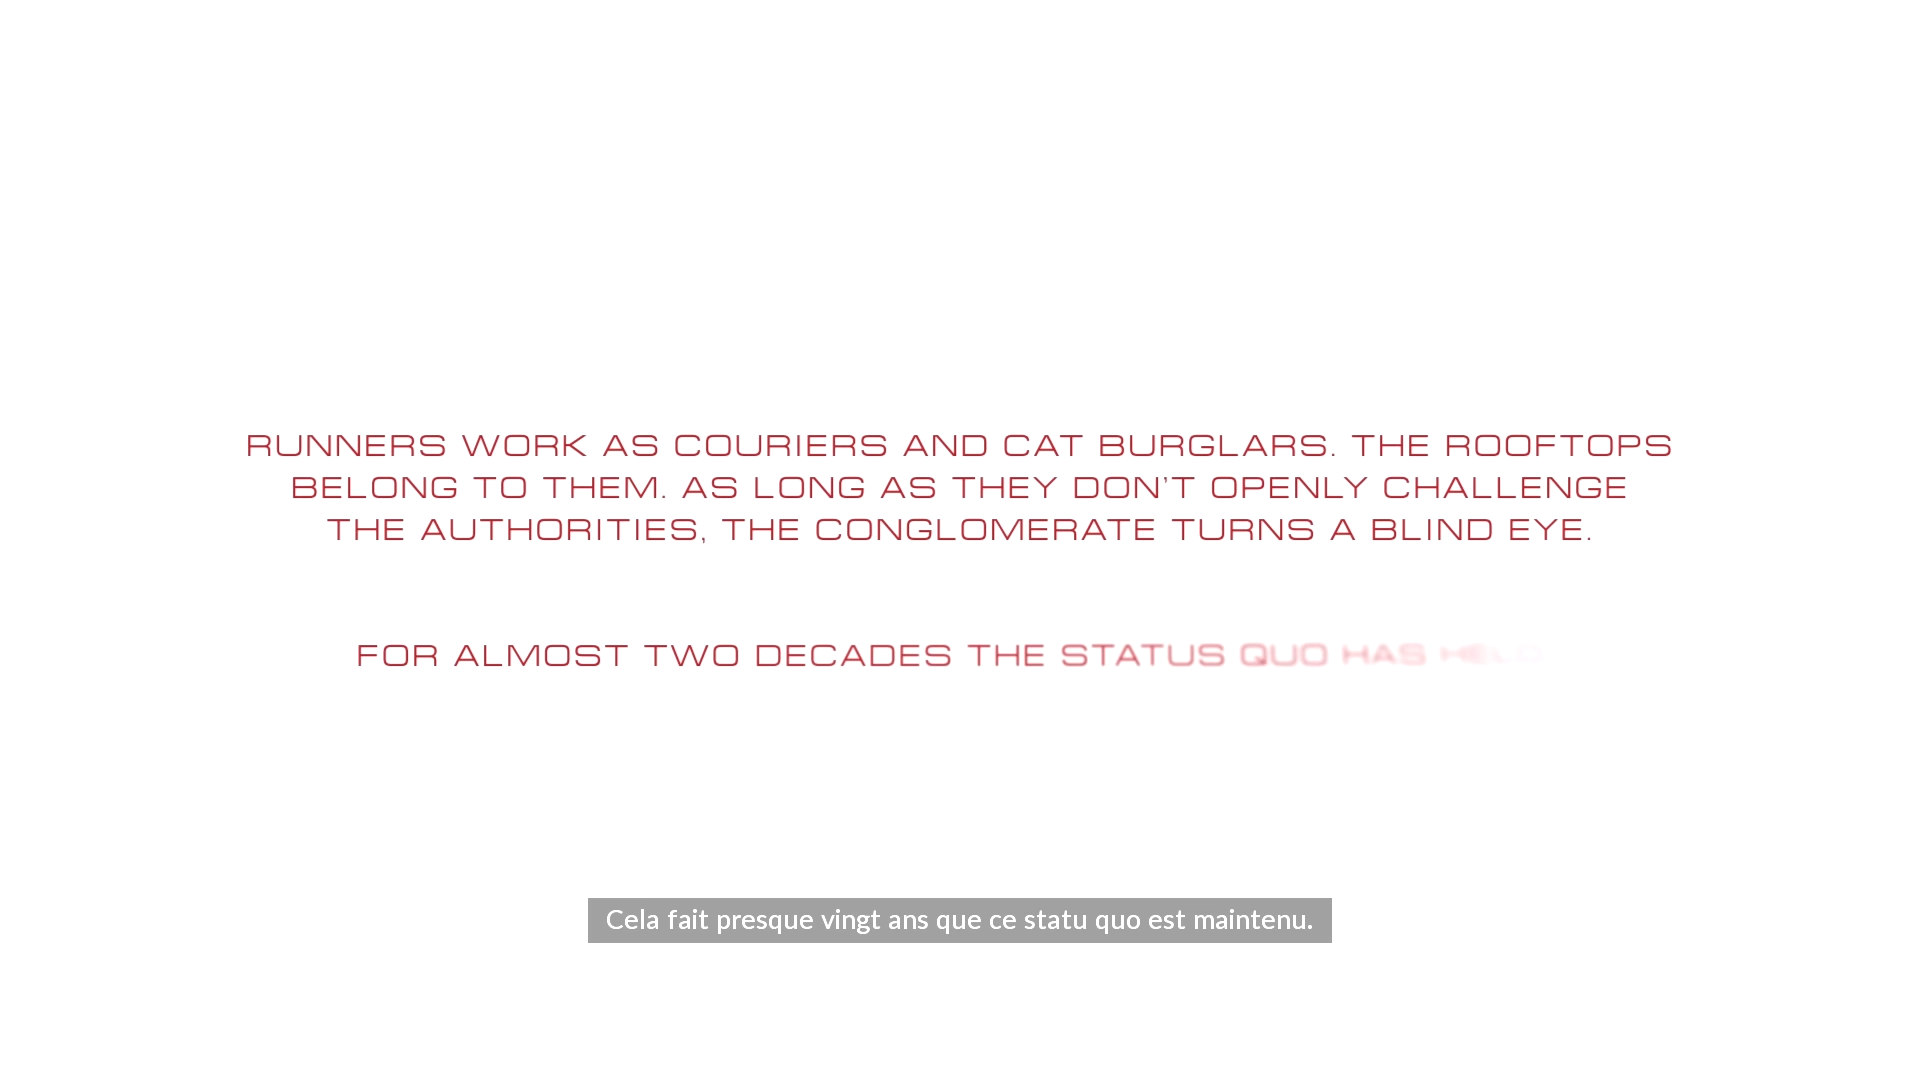 RUNNERS WORK AS COURIERS AND CAT BURGLARS. THE ROOFTOPS
BELONG TO THEM. AS LONG AS THEY DON'T OPENLY CHALLENGE
THE AUTHORITIES, THE CONGLOMERATE TURNS A BLIND EYE.
FOR ALMOST TWO DECADES THE STATUS QUO HAS HELD
Cela fait presque vingt ans que ce statu quo est maintenu.